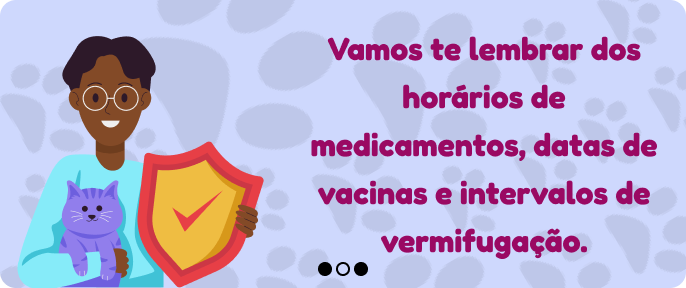 Vamos te lembrar dos
horários de
medicamentos, datas de
vacinas e intervalos de
vermifugação.